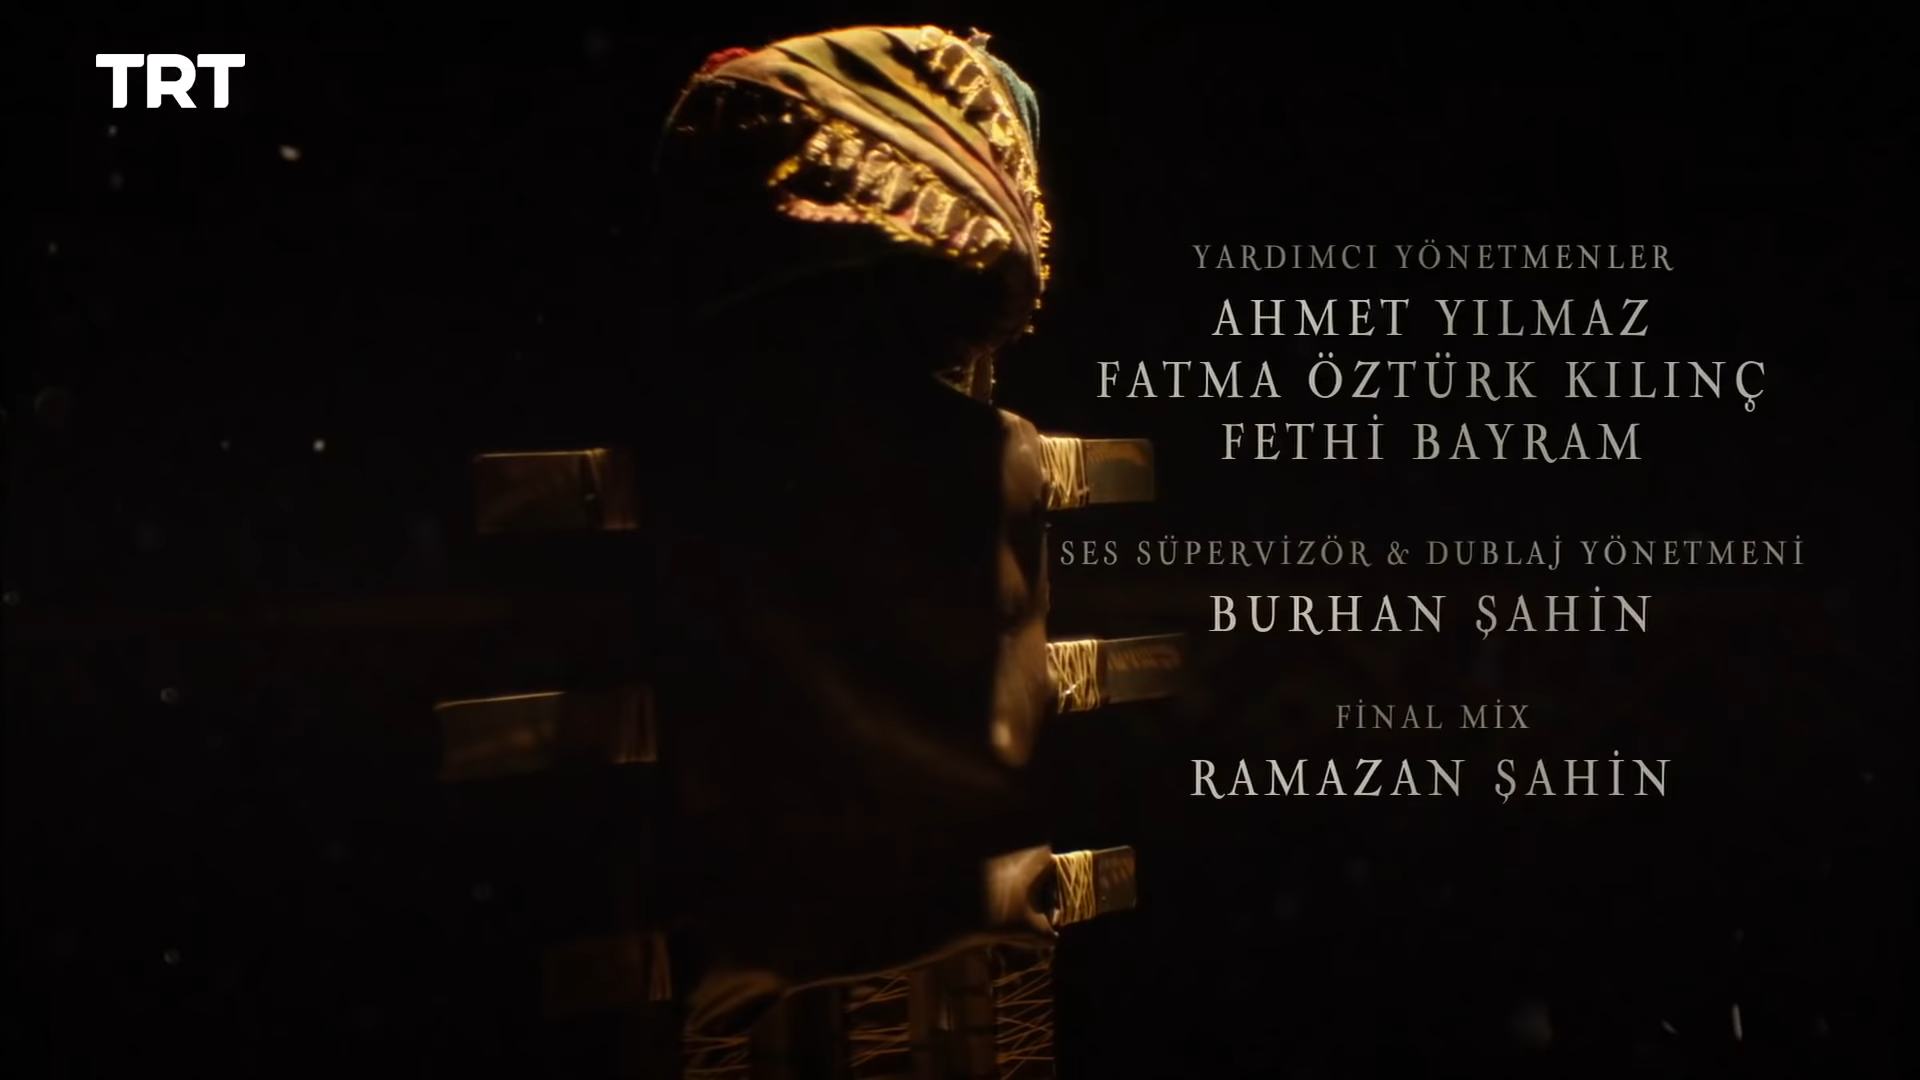 TRT
YARDIMCI YÖNETMENLER
AHMET YILMAZ
FATMA ÖZTÜRK KILINÇ
FETHİ BAYRAM
SES SÜPERVİZÖR & DUBLAJ YÖNETMENİ
BURHAN ŞAHİN
FİNAL MİX
RAMAZAN ŞAHİN